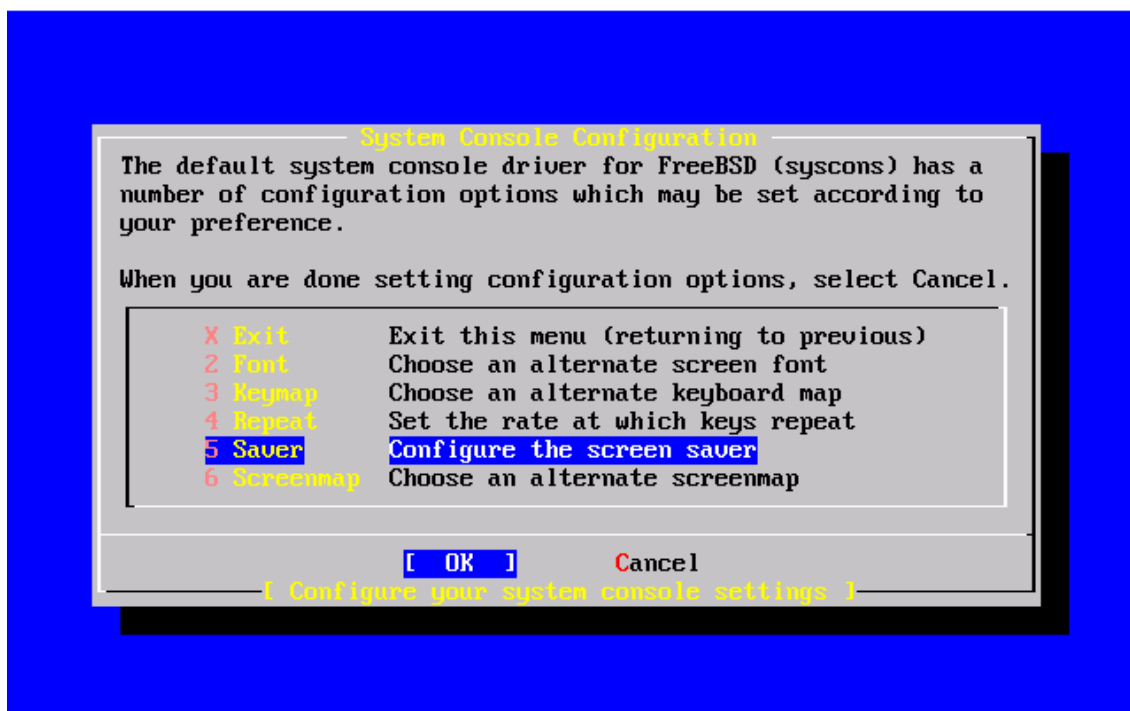 System Console Configuration
The default system console driver for FreeBSD (syscons) has a
number of configuration options which may be set according to
your preference.
When you are done setting configuration options, select Cancel.
X Exit Exit this menu (returning to previous)
2 Font Choose an alternate screen font
3 Keymap Choose an alternate keyboard map
4 Repeat Set the rate at which keys repeat
5 Saver Configure the screen saver
6 Screenmap Choose an alternate screenmap
[ OK ] Cancel
[ Configure your system console settings ]